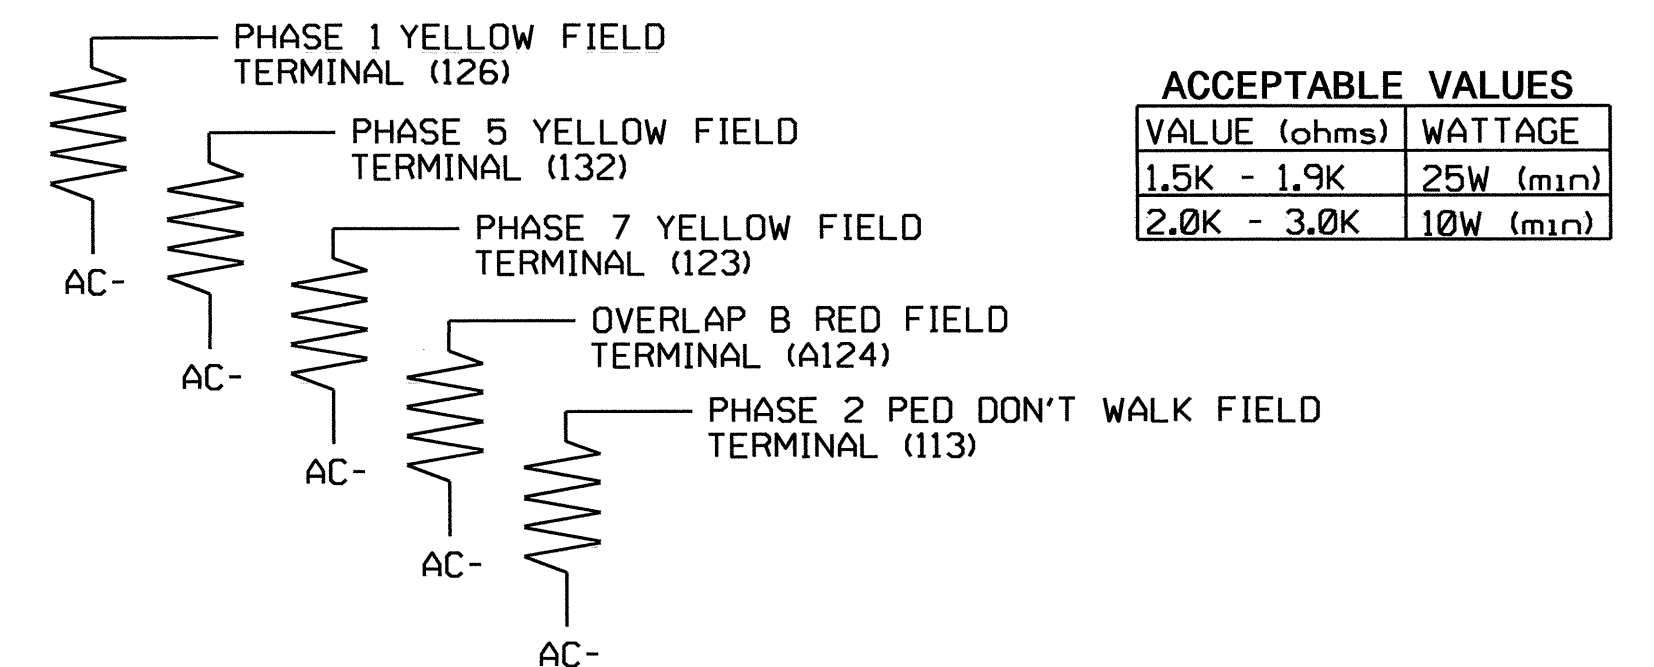 PHASE 1 YELLOW FIELD
TERMINAL (126)
AC-
PHASE 5 YELLOW FIELD
TERMINAL (132)
AC-
PHASE 7 YELLOW FIELD
TERMINAL (123)
AC-
OVERLAP B RED FIELD
TERMINAL (A124)
AC-
PHASE 2 PED DON'T WALK FIELD
TERMINAL (113)
AC-
ACCEPTABLE VALUES
VALUE (ohms) WATTAGE
1.5K - 1.9K 25W (min)
2.0K - 3.0K 10W (min)